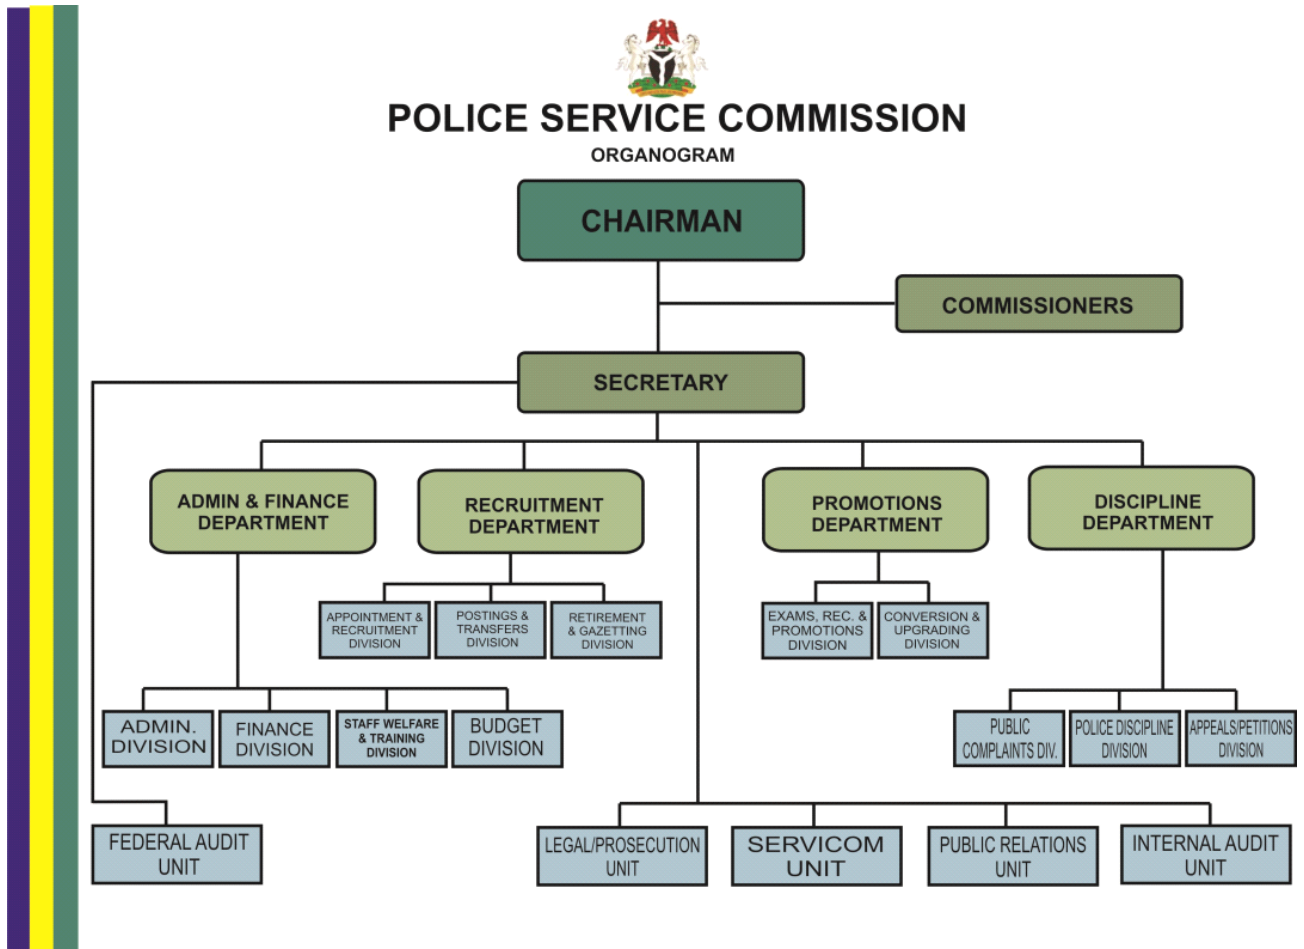 POLICE SERVICE COMMISSION
ORGANOGRAM
CHAIRMAN
COMMISSIONERS
SECRETARY
ADMIN & FINANCE
DEPARTMENT
RECRUITMENT
DEPARTMENT
PROMOTIONS
DEPARTMENT
DISCIPLINE
DEPARTMENT
APPOINTMENT &
RECRUITMENT
DIVISION
POSTINGS &
TRANSFERS
DIVISION
RETIREMENT
& GAZETTING
DIVISION
EXAMS, REC. &
PROMOTIONS
DIVISION
CONVERSION &
UPGRADING
DIVISION
ADMIN.
DIVISION
FINANCE
DIVISION
STAFF WELFARE
& TRAINING
DIVISION
BUDGET
DIVISION
PUBLIC
COMPLAINTS DIV.
POLICE DISCIPLINE
DIVISION
APPEALS/PETITIONS
DIVISION
FEDERAL AUDIT
UNIT
LEGAL/PROSECUTION
UNIT
SERVICOM
UNIT
PUBLIC RELATIONS
UNIT
INTERNAL AUDIT
UNIT